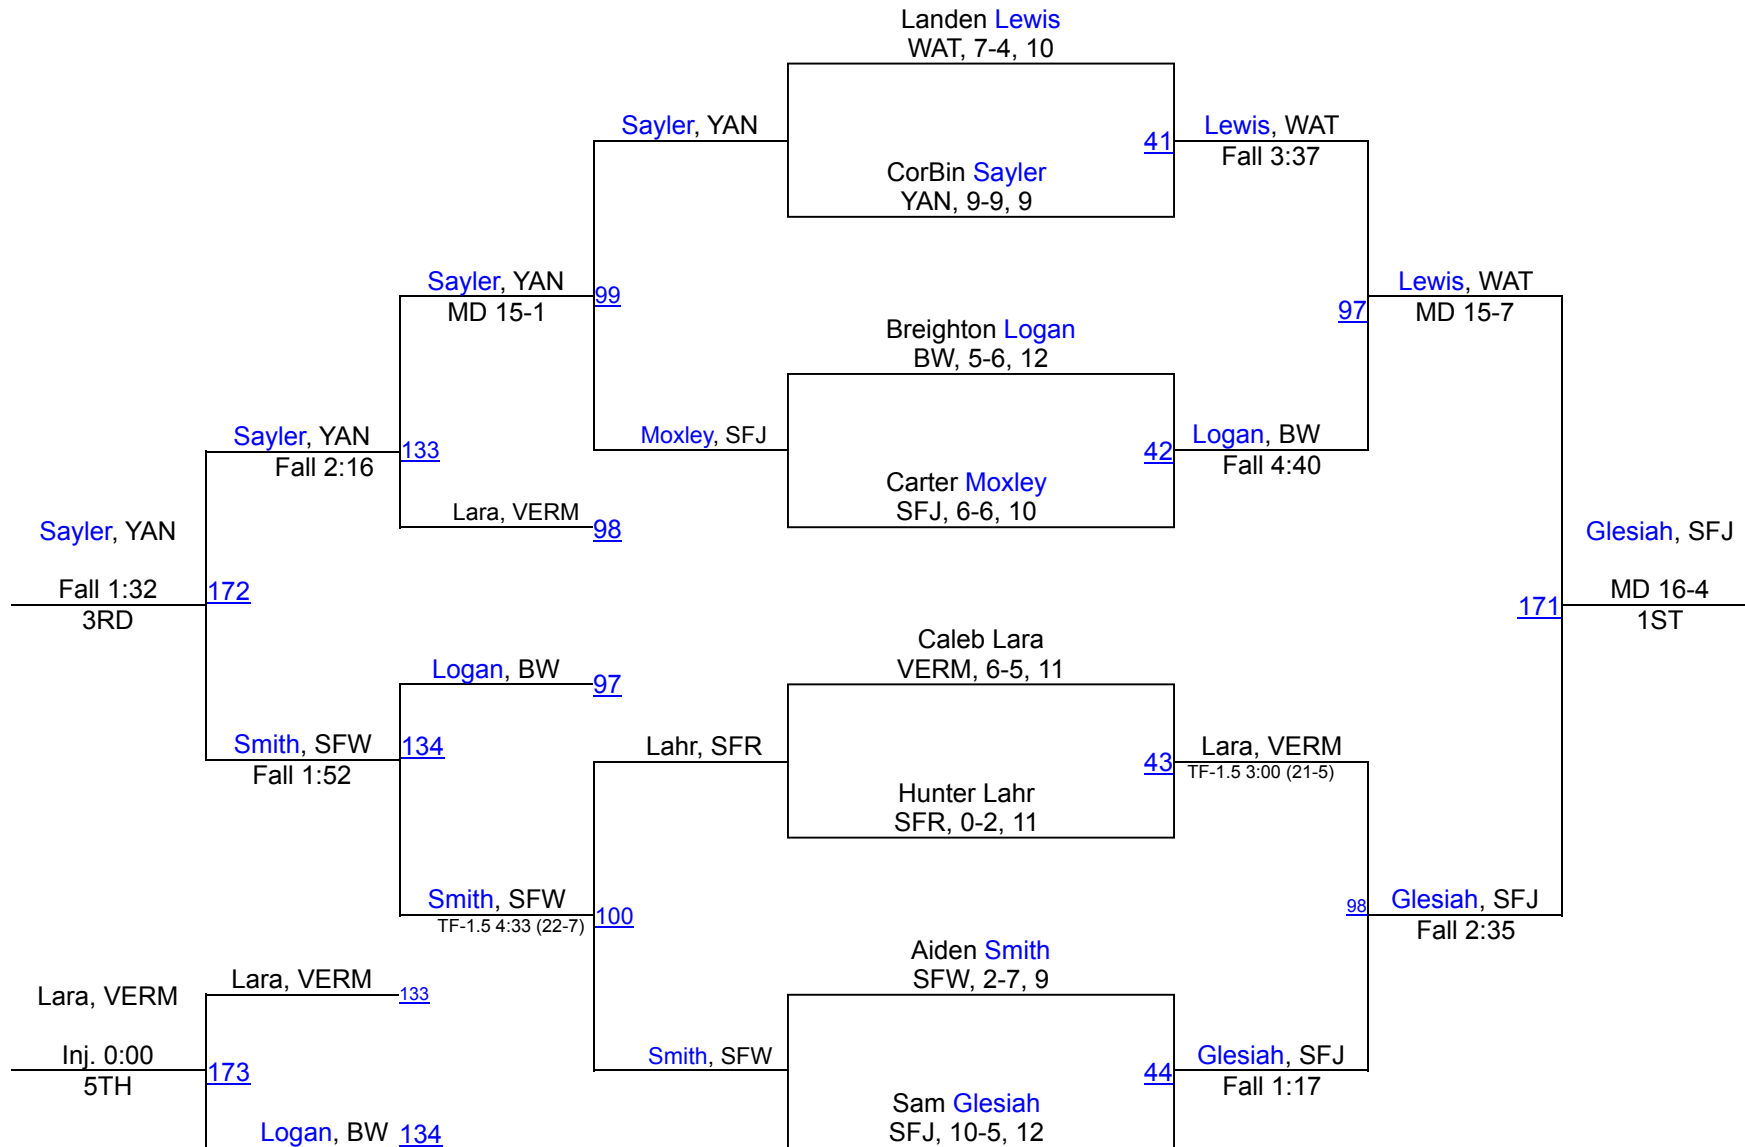 Landen Lewis
WAT, 7-4, 10
Sayler, YAN
41
Lewis, WAT
Fall 3:37
CorBin Sayler
YAN, 9-9, 9
Sayler, YAN
MD 15-1
99
Lewis, WAT
MD 15-7
97
Breighton Logan
BW, 5-6, 12
Sayler, YAN
Fall 2:16
133
Moxley, SFJ
42
Logan, BW
Fall 4:40
Carter Moxley
SFJ, 6-6, 10
Lara, VERM
98
Sayler, YAN
Fall 1:32
3RD
172
Glesiah, SFJ
MD 16-4
1ST
171
Caleb Lara
VERM, 6-5, 11
Logan, BW
97
Smith, SFW
Fall 1:52
134
Lahr, SFR
43
Lara, VERM
TF-1.5 3:00 (21-5)
Hunter Lahr
SFR, 0-2, 11
Smith, SFW
TF-1.5 4:33 (22-7)
100
98
Glesiah, SFJ
Fall 2:35
Aiden Smith
SFW, 2-7, 9
Lara, VERM
133
Lara, VERM
Inj. 0:00
5TH
173
Smith, SFW
44
Glesiah, SFJ
Fall 1:17
Sam Glesiah
SFJ, 10-5, 12
Logan, BW
134